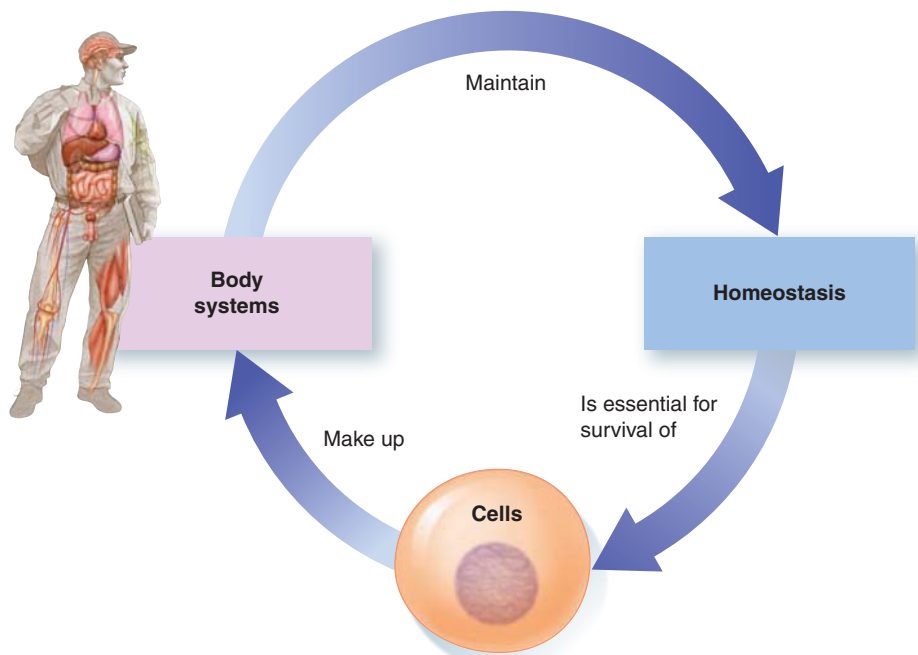 Maintain
Body
systems
Homeostasis
Is essential for
survival of
Make up
Cells